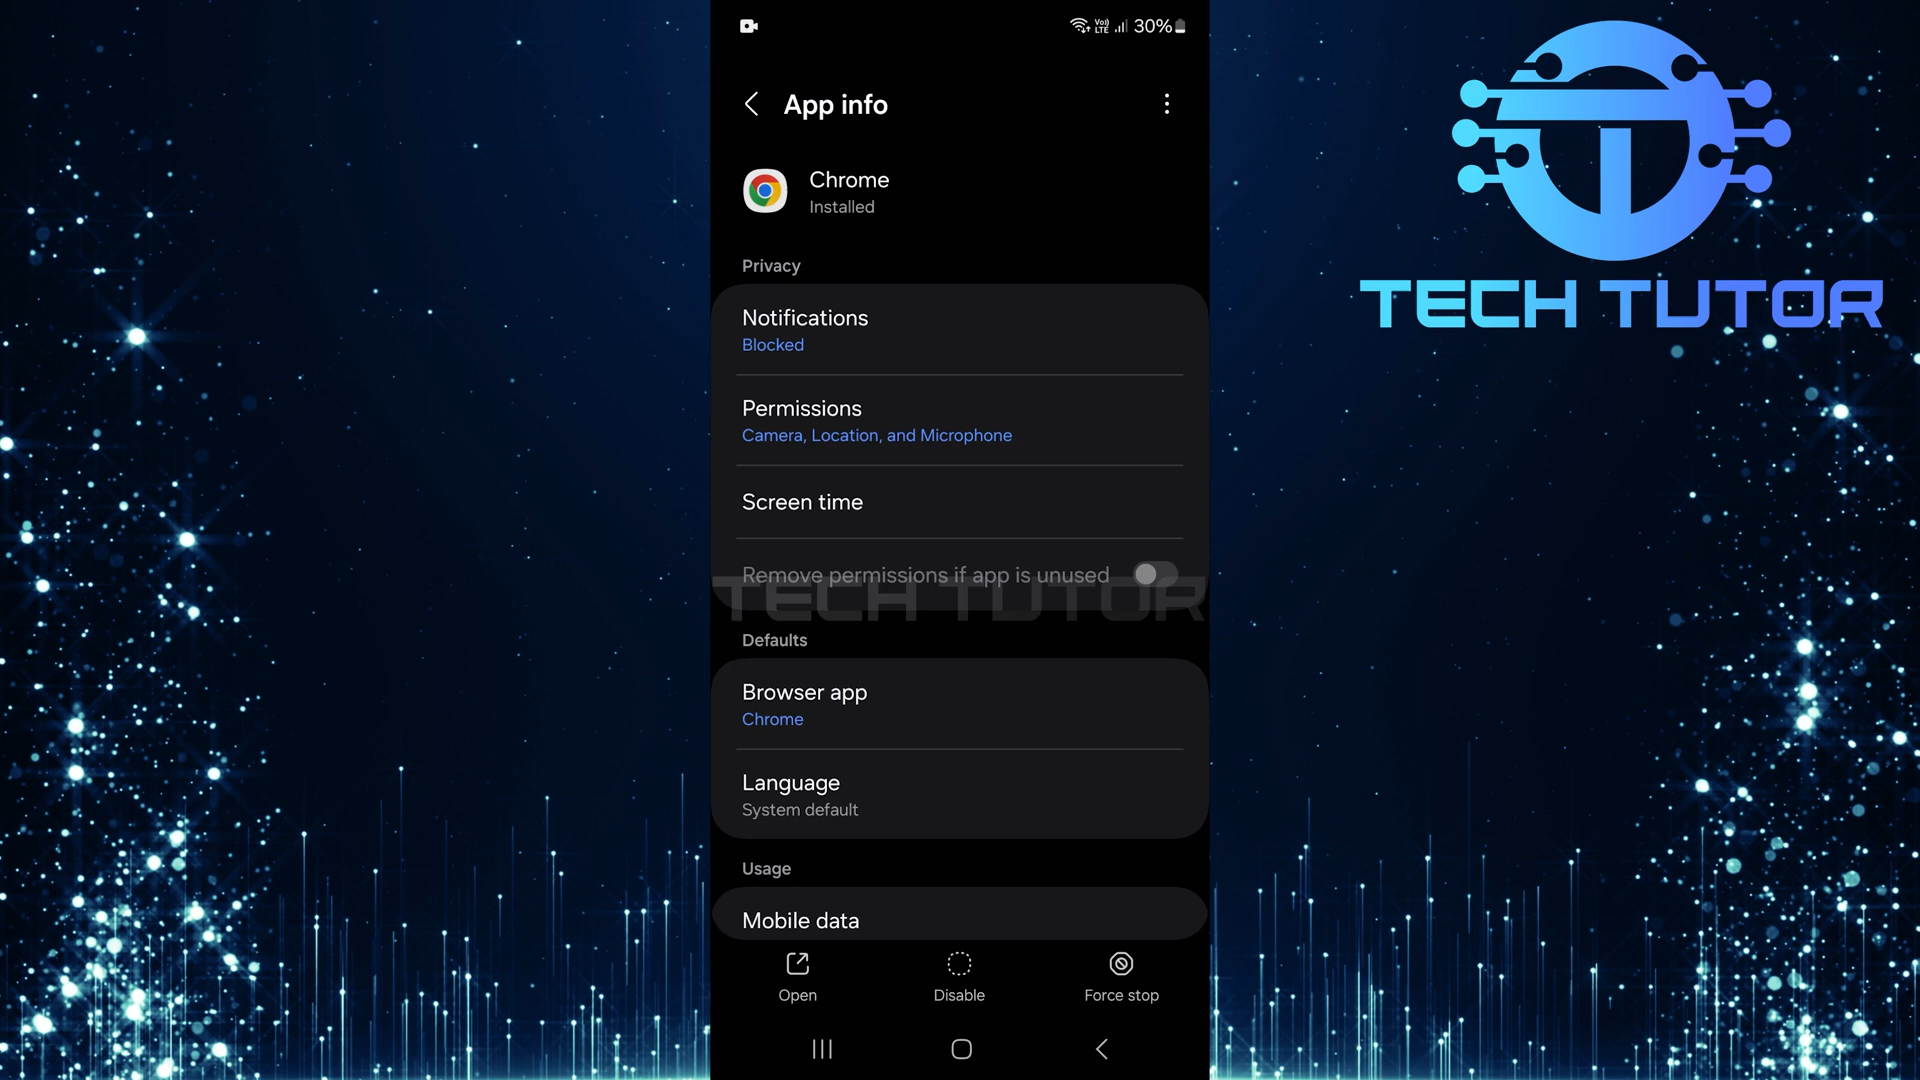 Vo))
LTE
30%
App info
Chrome
Installed
Privacy
Notifications
Blocked
Permissions
Camera, Location, and Microphone
Screen time
Remove permissions if app is unused
TECH TUTOR
Defaults
Browser app
Chrome
Language
System default
Usage
Mobile data
Open
Disable
Force stop
TECH TUTOR